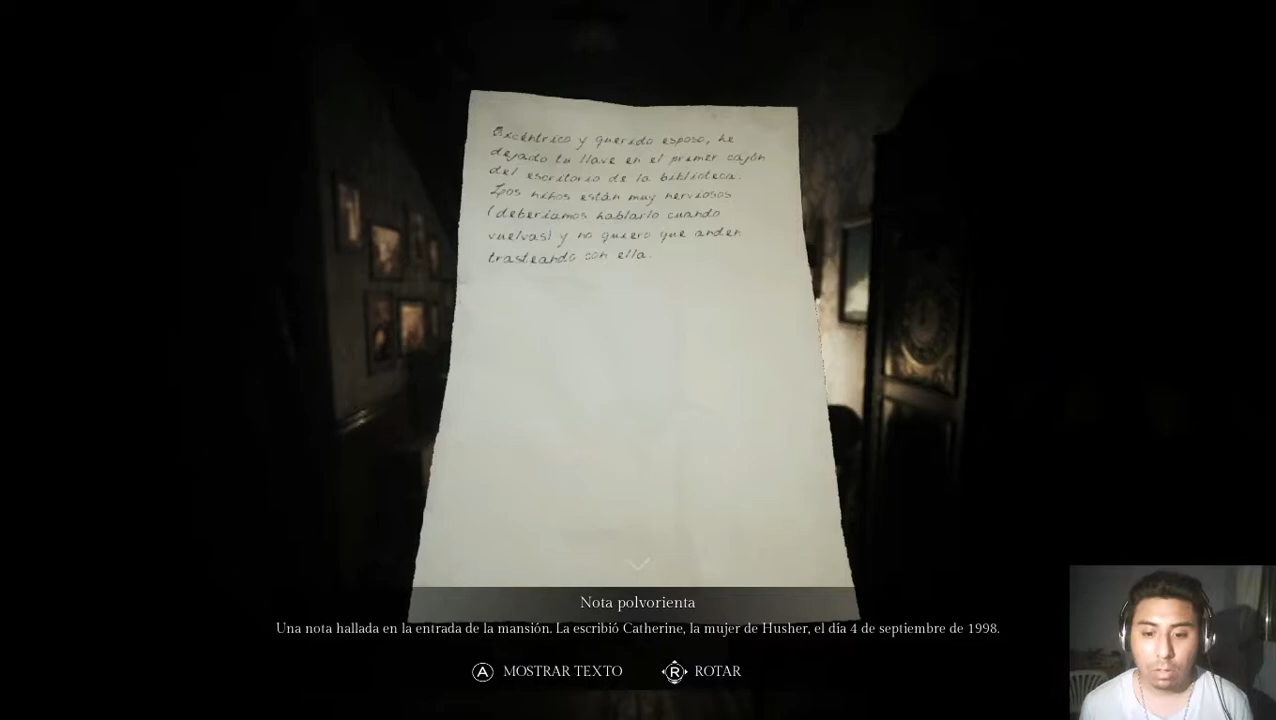 Excéntrico y querido esposo, he
dejado tu llave en el primer cajón
del escritorio de la biblioteca.
Los niños están muy nerviosos
(deberíamos hablarlo cuando
vuelvas) y no quiero que anden
trasteando con ella.
Nota polvorienta
Una nota hallada en la entrada de la mansión. La escribió Catherine, la mujer de Husher, el día 4 de septiembre de 1998.
A MOSTRAR TEXTO R ROTAR